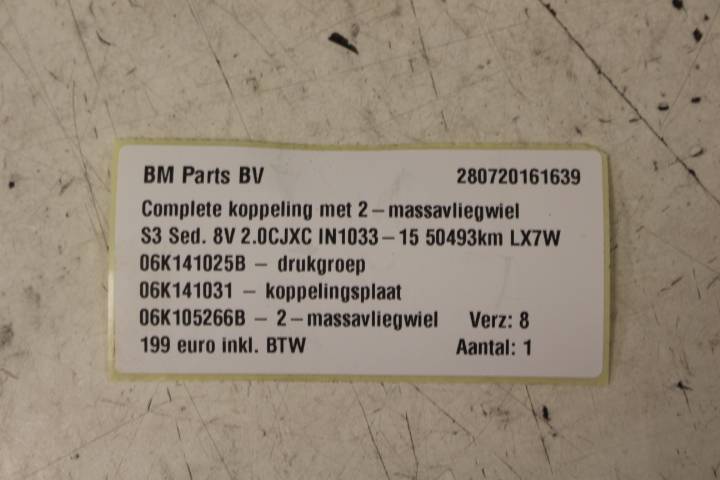 BM Parts BV 280720161639
Complete koppeling met 2-massavliegwiel
S3 Sed. 8V 2.0CJXC IN1033-15 50493km LX7W
06K141025B - drukgroep
06K141031 - koppelingsplaat
06K105266B - 2-massavliegwiel Verz: 8
199 euro inkl. BTW Aantal: 1